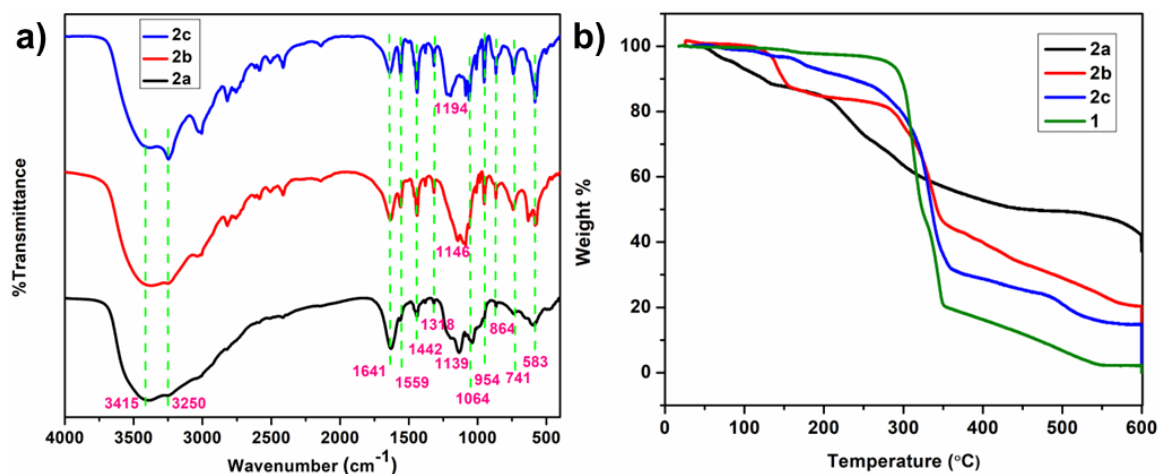 a)
2c
2b
2a
1194
1146
1318
864
1442
1139
583
1641
954
741
1559
1064
3415
3250
%Transmittance
4000 3500 3000 2500 2000 1500 1000 500
Wavenumber (cm-1)
b)
2a
2b
2c
1
100
80
60
40
20
0
Weight %
0 100 200 300 400 500 600
Temperature (°C)